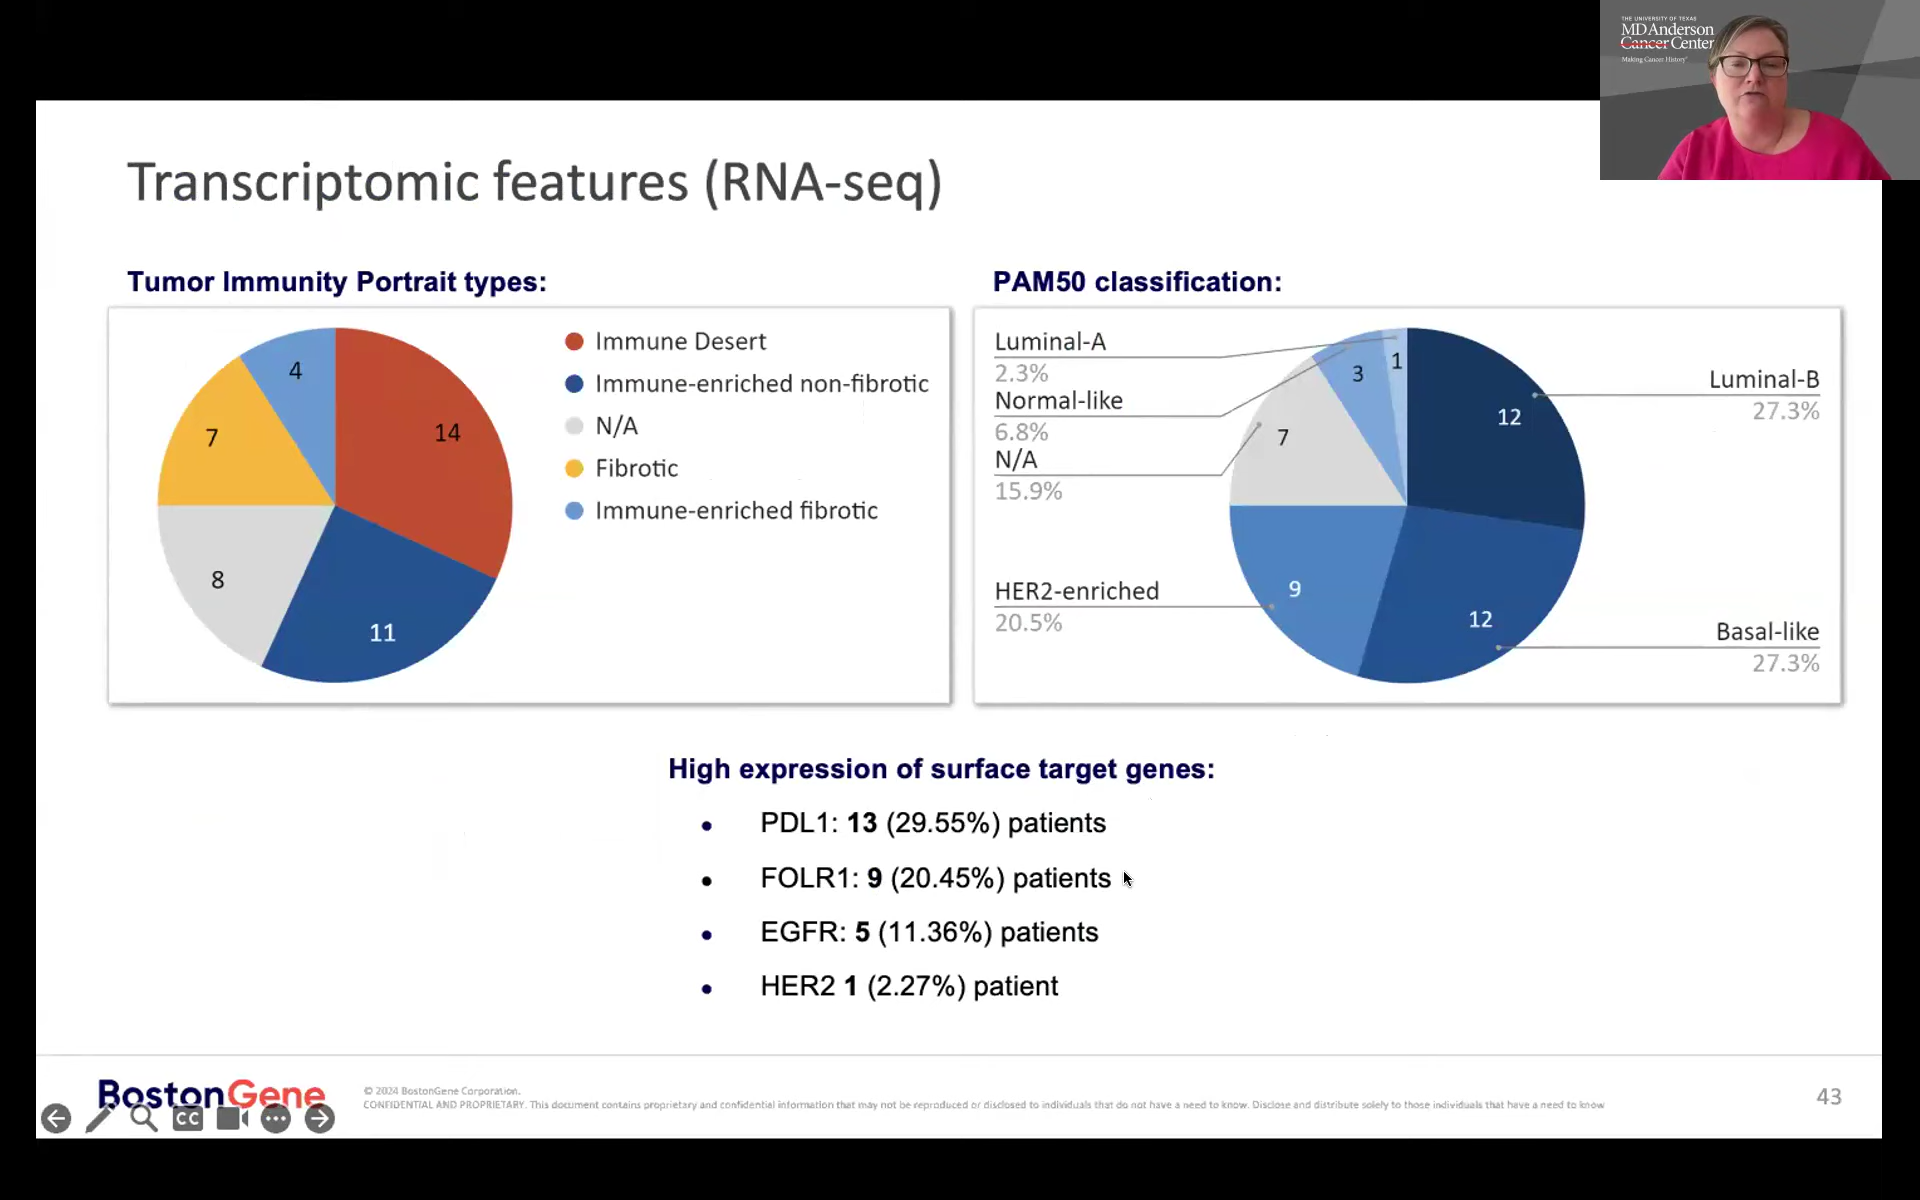 THE UNIVERSITY OF TEXAS
MDAnderson
Cancer Center
Making Cancer History®
Transcriptomic features (RNA-seq)
Tumor Immunity Portrait types:
4
14
7
8
11
Immune Desert
Immune-enriched non-fibrotic
N/A
Fibrotic
Immune-enriched fibrotic
PAM50 classification:
Luminal-A
2.3%
Normal-like
6.8%
N/A
15.9%
HER2-enriched
20.5%
1
3
7
12
9
12
Luminal-B
27.3%
Basal-like
27.3%
High expression of surface target genes:
• PDL1: 13 (29.55%) patients
• FOLR1: 9 (20.45%) patients
• EGFR: 5 (11.36%) patients
• HER2 1 (2.27%) patient
BostonGene
© 2024 BostonGene Corporation.
CONFIDENTIAL AND PROPRIETARY. This document contains proprietary and confidential information that may not be reproduced or disclosed to individuals that do not have a need to know. Disclose and distribute solely to those individuals that have a need to know
43
CC